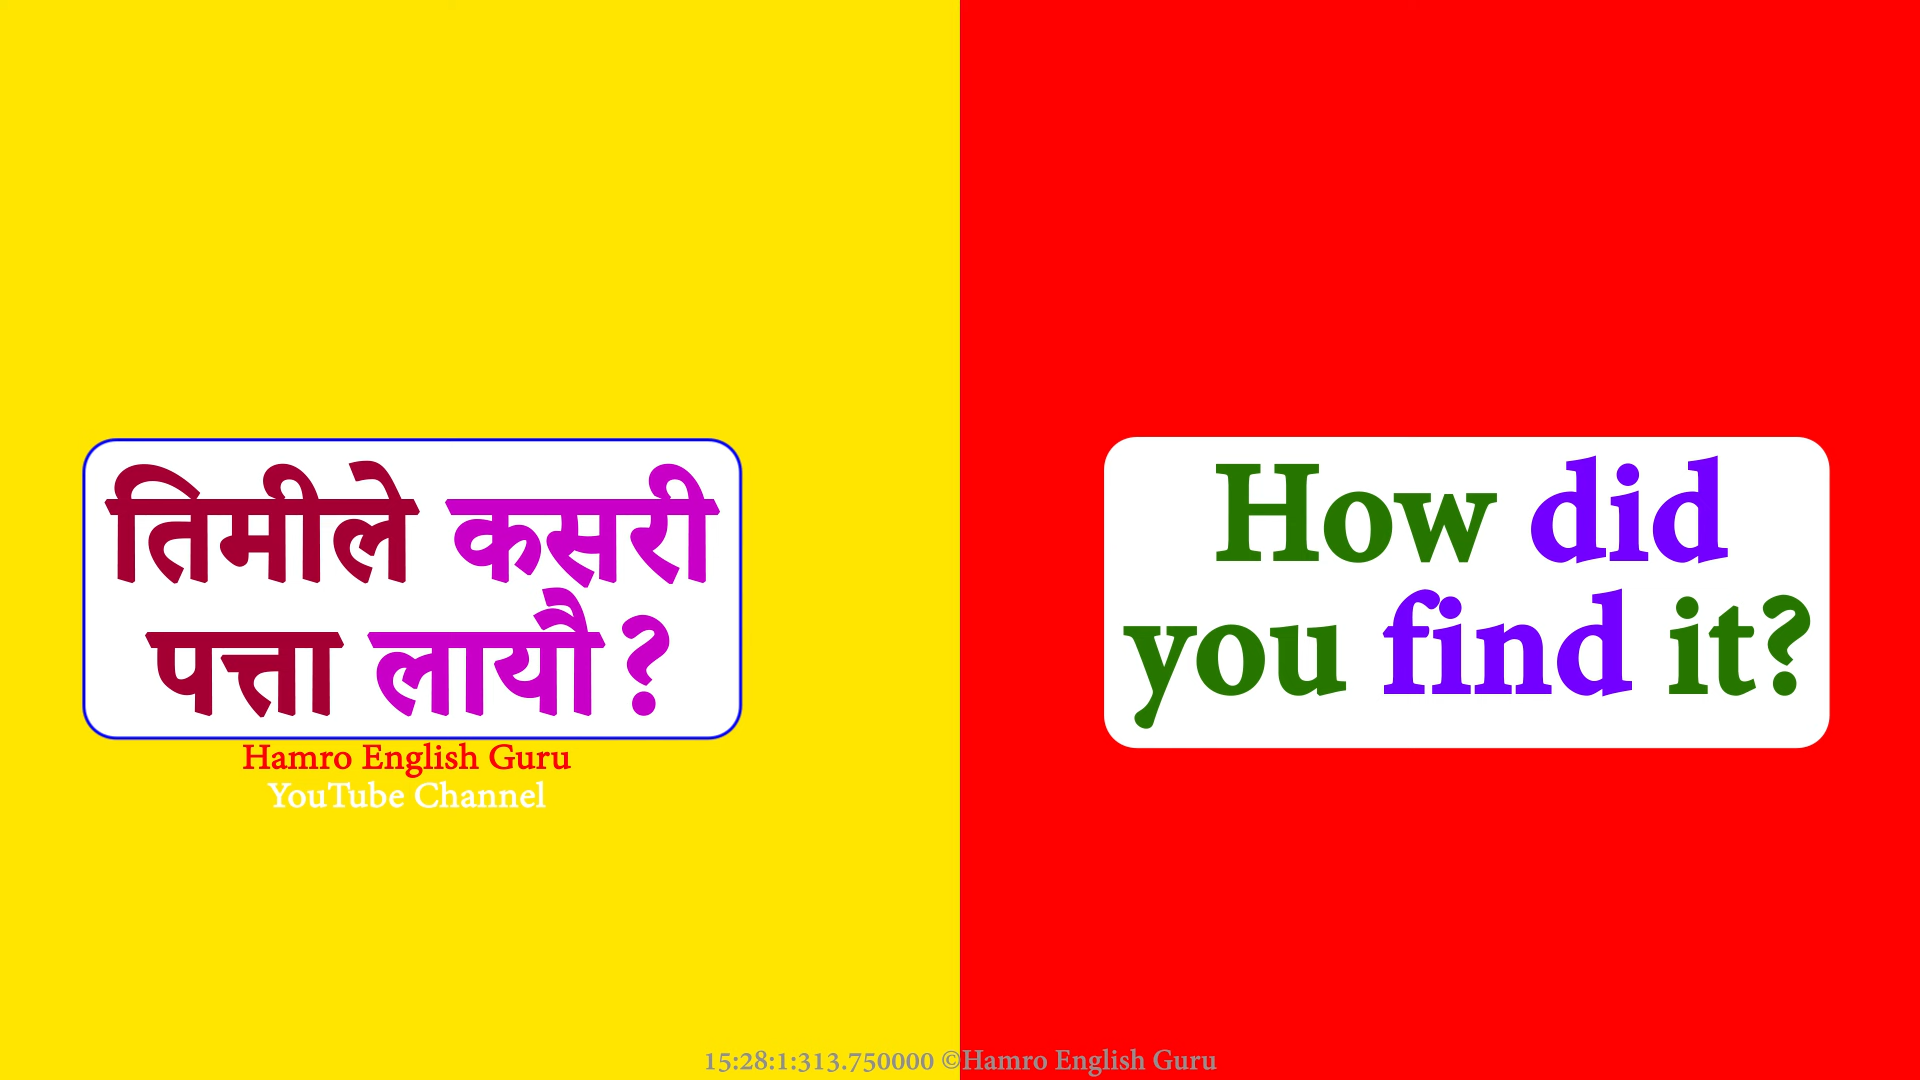 तिमीले कसरी
पत्ता लायौ ?
Hamro English Guru
YouTube Channel
How did
you find it?
15:28:1:313.750000 ©Hamro English Guru